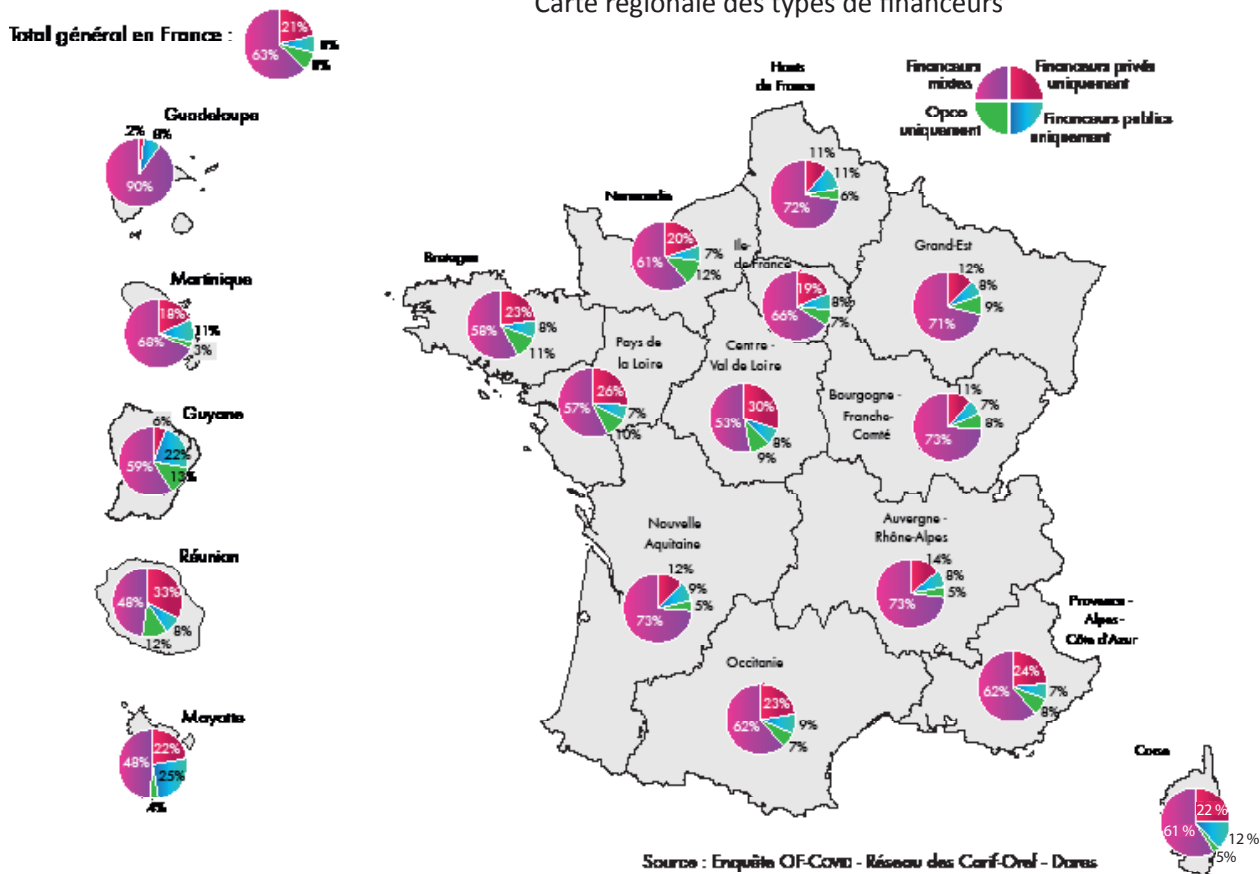 Carte régionale des types de financeurs
Total général en France :
21%
8%
8%
63%
Financeurs mixtes
Financeurs privés uniquement
Opco uniquement
Financeurs publics uniquement
Guadeloupe
2%
8%
90%
Martinique
18%
11%
3%
68%
Guyane
6%
22%
13%
59%
Réunion
33%
8%
12%
48%
Mayotte
22%
25%
4%
48%
Hauts
de France
11%
11%
6%
72%
Normandie
20%
7%
12%
61%
Ile-
de-France
19%
8%
7%
66%
Grand-Est
12%
8%
9%
71%
Bretagne
23%
8%
11%
58%
Pays de
la Loire
26%
7%
10%
57%
Centre -
Val de Loire
30%
8%
9%
53%
Bourgogne -
Franche-
Comté
11%
7%
8%
73%
Nouvelle
Aquitaine
12%
9%
5%
73%
Auvergne -
Rhône-Alpes
14%
8%
5%
73%
Provence -
Alpes-
Côte d'Azur
24%
7%
8%
62%
Occitanie
23%
9%
7%
62%
Corse
22 %
12 %
5%
61 %
Source : Enquête OF-Covid - Réseau des Carif-Oref - Dares